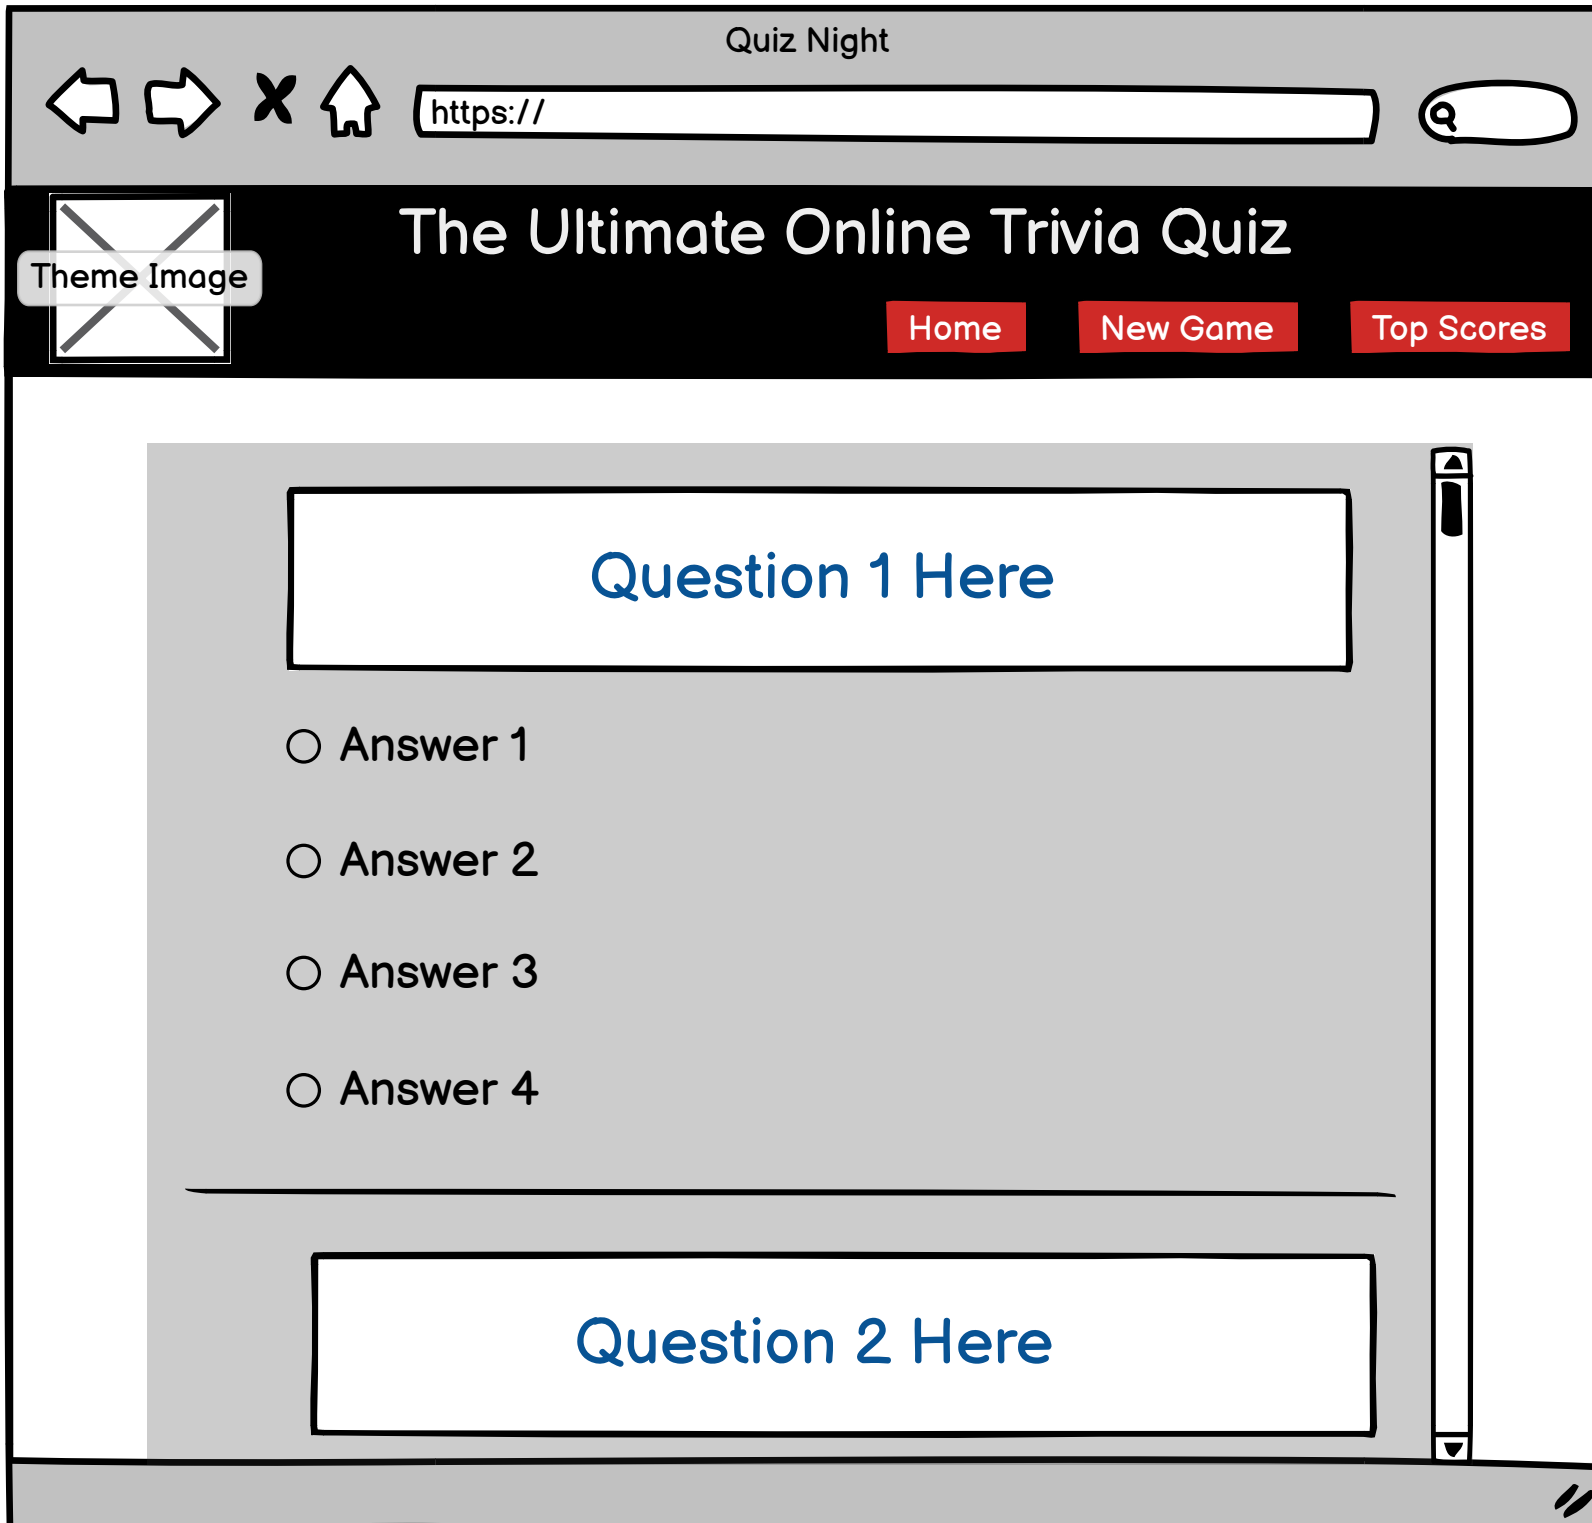 Quiz Night
https://
The Ultimate Online Trivia Quiz
Theme Image
Home
New Game
Top Scores
Question 1 Here
Answer 1
Answer 2
Answer 3
Answer 4
Question 2 Here